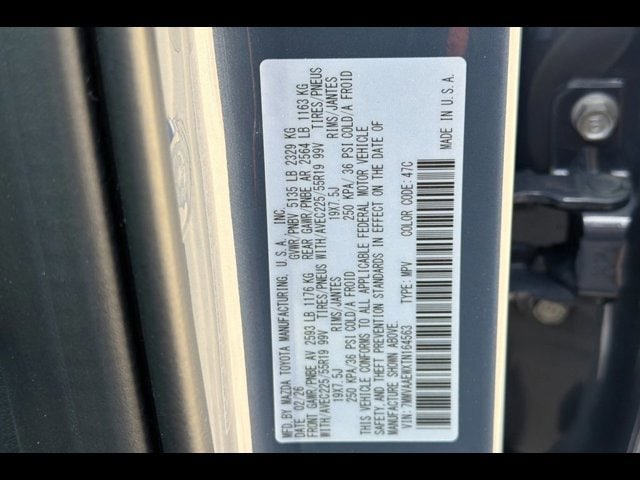 MFD.BY MAZDA TOYOTA MANUFACTURING, U.S.A., INC.
DATE 02/26 GVWR/PNBV 5135 LB 2329 KG
FRONT GAWR/PNBE AV 2593 LB 1176 KG REAR GAWR/PNBE AR 2564 LB 1163 KG
WITH/AVEC225/55R19 99V TIRES/PNEUS WITH/AVEC225/55R19 99V TIRES/PNEUS
19X7.5J RIMS/JANTES 19X7.5J RIMS/JANTES
250 KPA/36 PSI COLD/A FROID 250 KPA/ 36 PSI COLD/A FROID
THIS VEHICLE CONFORMS TO ALL APPLICABLE FEDERAL MOTOR VEHICLE
SAFETY AND THEFT PREVENTION STANDARDS IN EFFECT ON THE DATE OF
MANUFACTURE SHOWN ABOVE.
VIN: TYPE: MPV COLOR CODE: 47C MADE IN U.S.A.